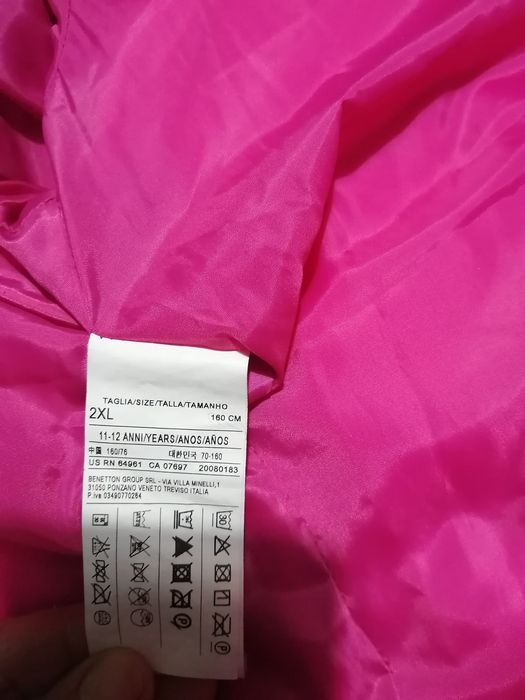 TAGLIA/SIZE/TALLA/TAMANHO
2XL 160 CM
11-12 ANNI/YEARS/ANOS/AÑOS
中国 160/76 대한민국 70-160
US RN 64961 CA 07697 20080183
BENETTON GROUP SRL - VIA VILLA MINELLI,1
31050 PONZANO VENETO TREVISO ITALIA
P.iva 03490770264
30
P
P